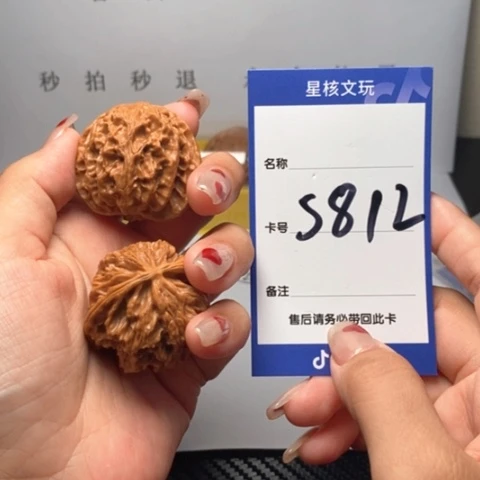 秒拍秒退
星核文玩
名称
卡号 S812
备注
售后请务必带回此卡